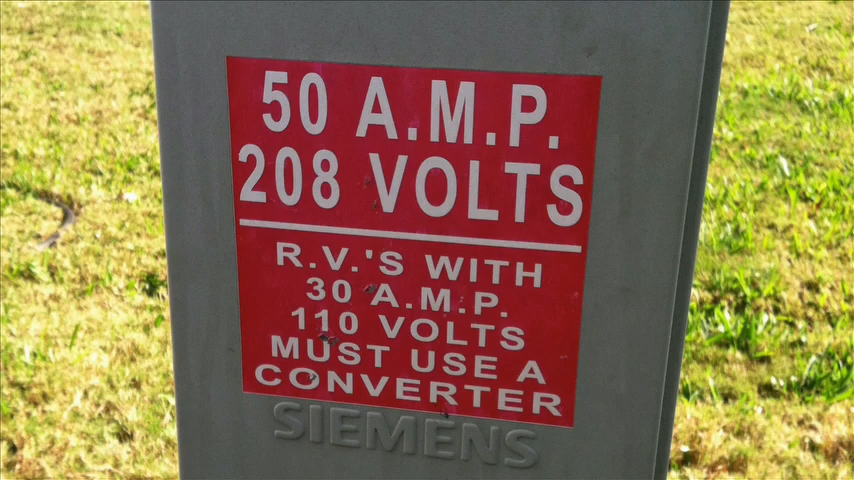 50 A.M.P.
208 VOLTS
R.V.'S WITH
30 A.M.P.
110 VOLTS
MUST USE A
CONVERTER
SIEMENS